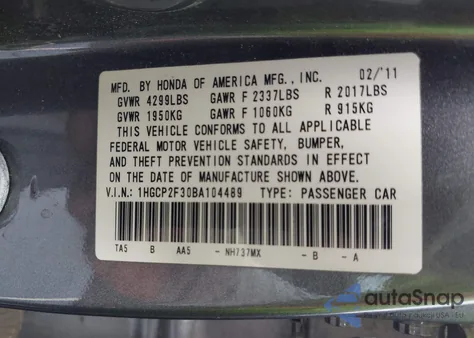 MFD. BY HONDA OF AMERICA MFG., INC. 02/'11
GVWR 4299LBS GAWR F 2337LBS R 2017LBS
GVWR 1950KG GAWR F 1060KG R 915KG
THIS VEHICLE CONFORMS TO ALL APPLICABLE
FEDERAL MOTOR VEHICLE SAFETY, BUMPER,
AND THEFT PREVENTION STANDARDS IN EFFECT
ON THE DATE OF MANUFACTURE SHOWN ABOVE.
V.I.N.: 1HGCP2F30BA104489 TYPE: PASSENGER CAR
TA5 B AA5 - NH737MX - B - A
autoSnap